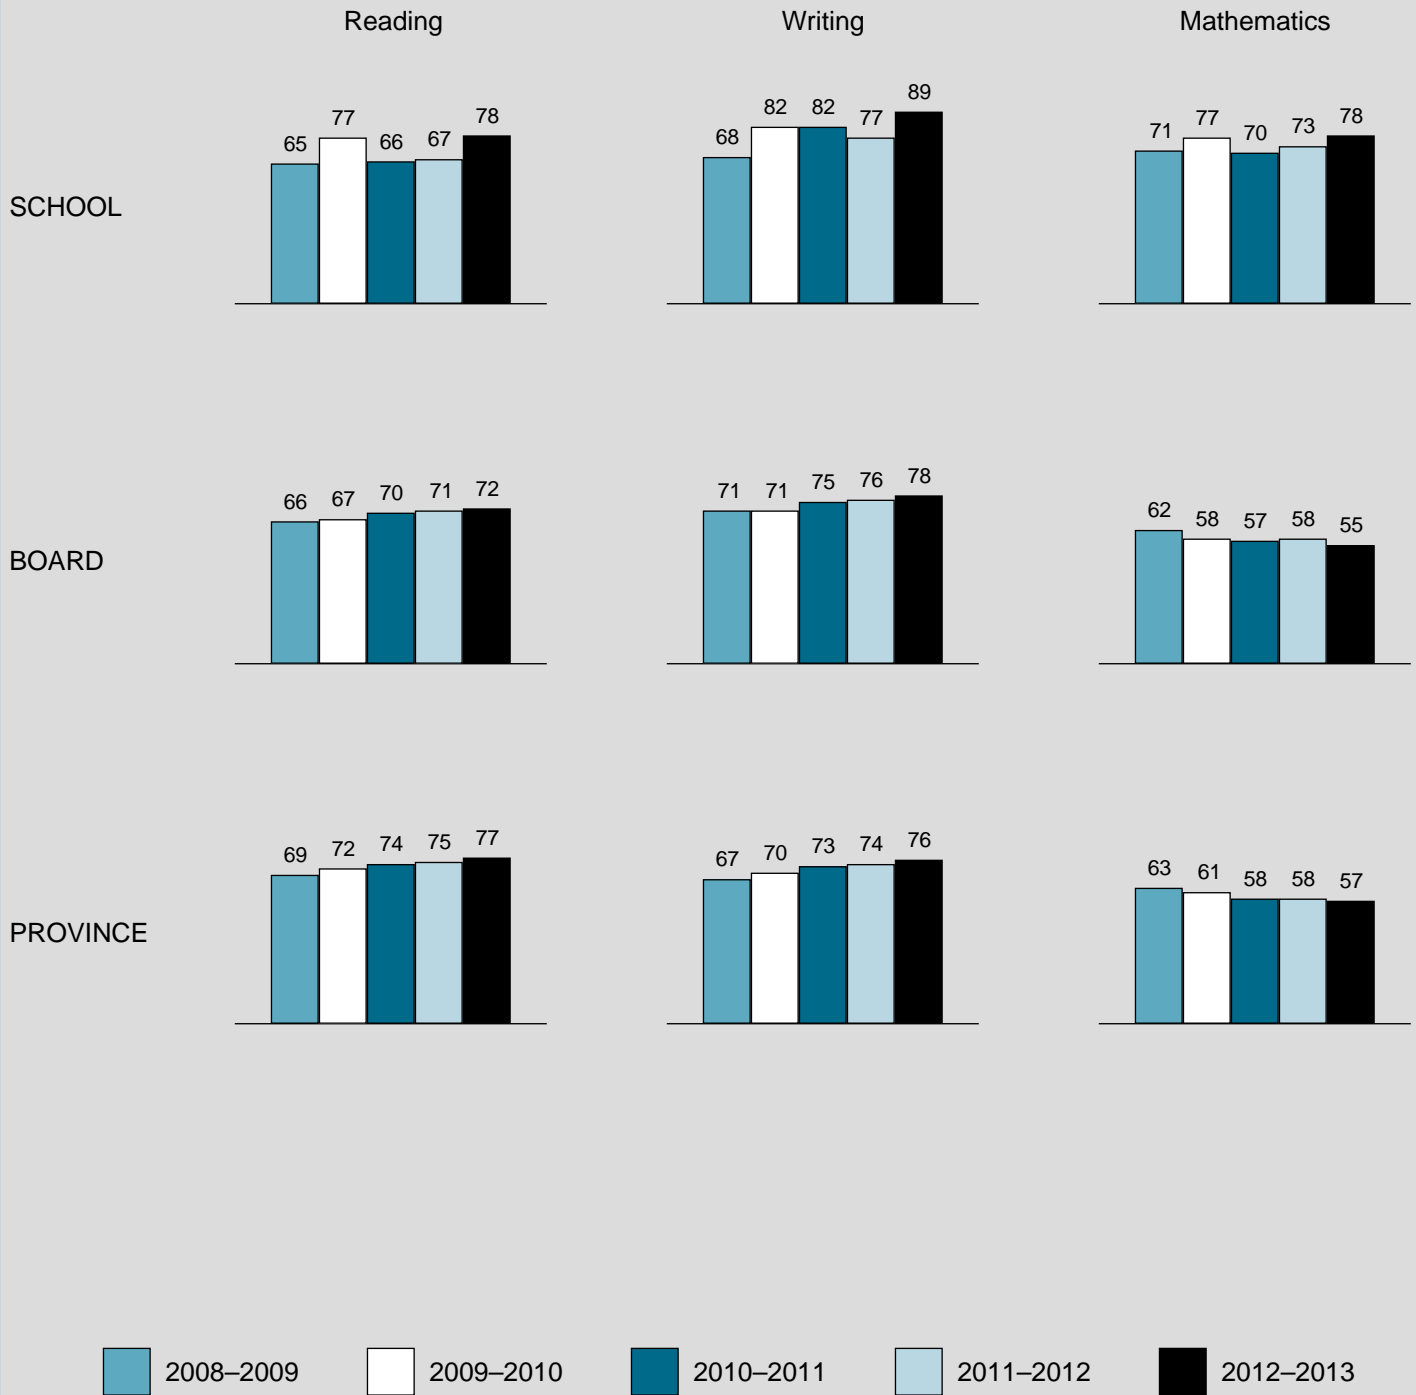 Reading Writing Mathematics
SCHOOL
65 77 66 67 78
68 82 82 77 89
71 77 70 73 78
BOARD
66 67 70 71 72
71 71 75 76 78
62 58 57 58 55
PROVINCE
69 72 74 75 77
67 70 73 74 76
63 61 58 58 57
2008–2009 2009–2010 2010–2011 2011–2012 2012–2013